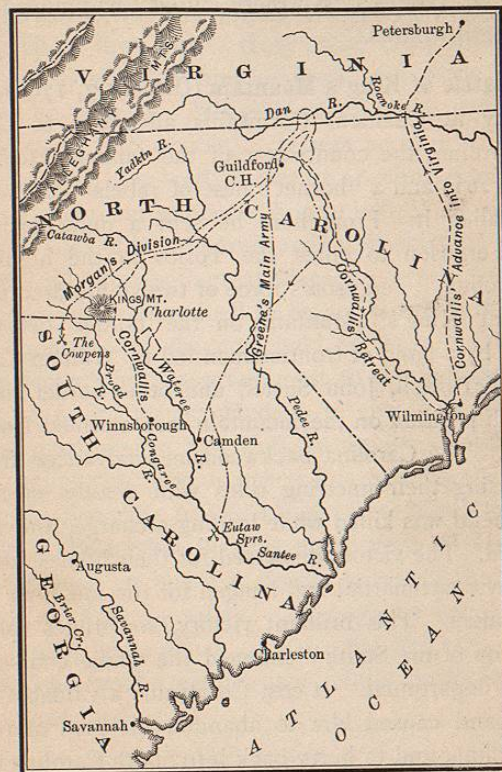 Petersburgh
VIRGINIA
ALLEGHANY MTS.
Roanoke R.
Dan R.
Yadkin R.
Guildford
C.H.
NORTH CAROLINA
Catawba R.
Morgan's Division
Greene's Main Army
Cornwallis Retreat
Cornwallis Advance into Virginia
KINGS MT.
Charlotte
The
Cowpens
Cornwallis
Broad R.
Wateree R.
Pedee R.
Wilmington
Winnsborough
Camden
Congaree
SOUTH CAROLINA
Eutaw
Sprs.
Santee R.
Augusta
GEORGIA
Brier Cr.
Savannah R.
Charleston
Savannah
ATLANTIC
OCEAN